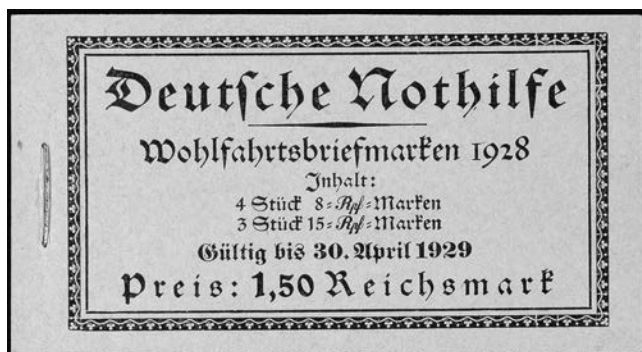 Deutſche Nothilfe
Wohlfahrtsbriefmarken 1928
Inhalt:
4 Stück 8=Rpf=Marken
3 Stück 15=Rpf=Marken
Gültig bis 30. April 1929
Preis: 1,50 Reichsmark